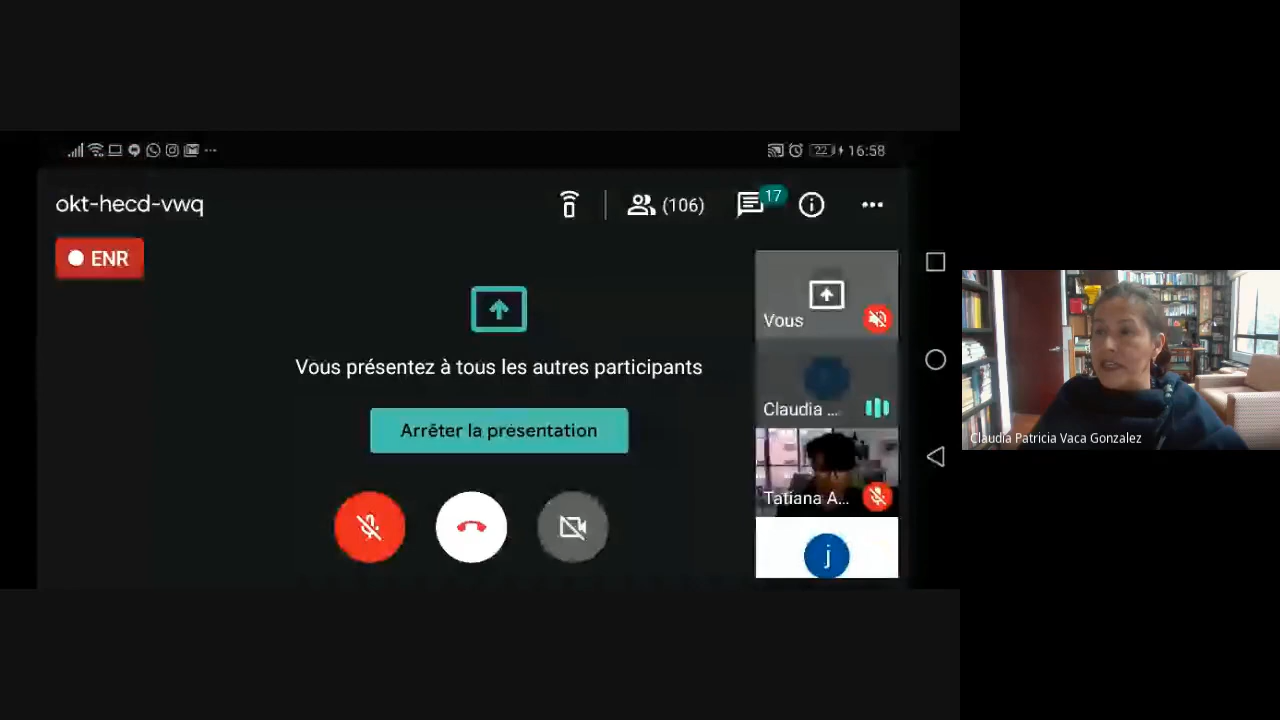 22 16:58
okt-hecd-vwq
(106)
17
ENR
Vous
Vous présentez à tous les autres participants
Claudia ...
Arrêter la présentation
Claudia Patricia Vaca Gonzalez
Tatiana A...
j